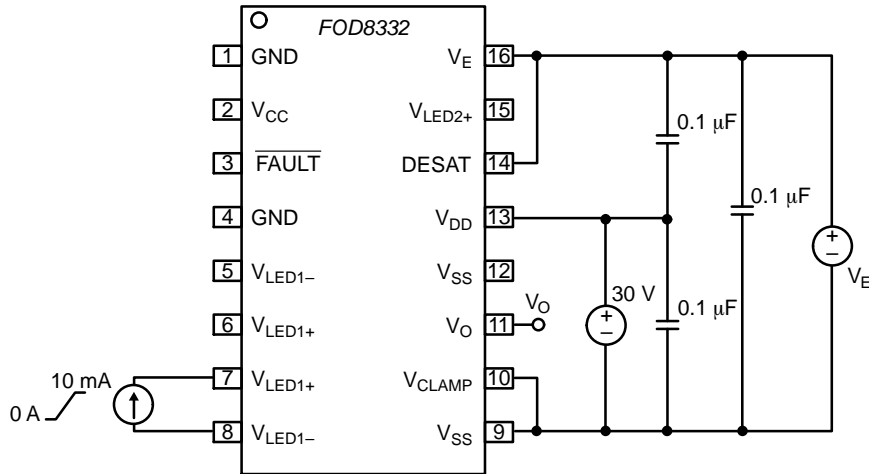 FOD8332
1 GND
2 VCC
3 FAULT
4 GND
5 VLED1–
6 VLED1+
7 VLED1+
8 VLED1–
VE 16
VLED2+ 15
DESAT 14
VDD 13
VSS 12
VO 11
VCLAMP 10
VSS 9
0 A
10 mA
VO
30 V
0.1 μF
0.1 μF
0.1 μF
+
–
+
–
VE